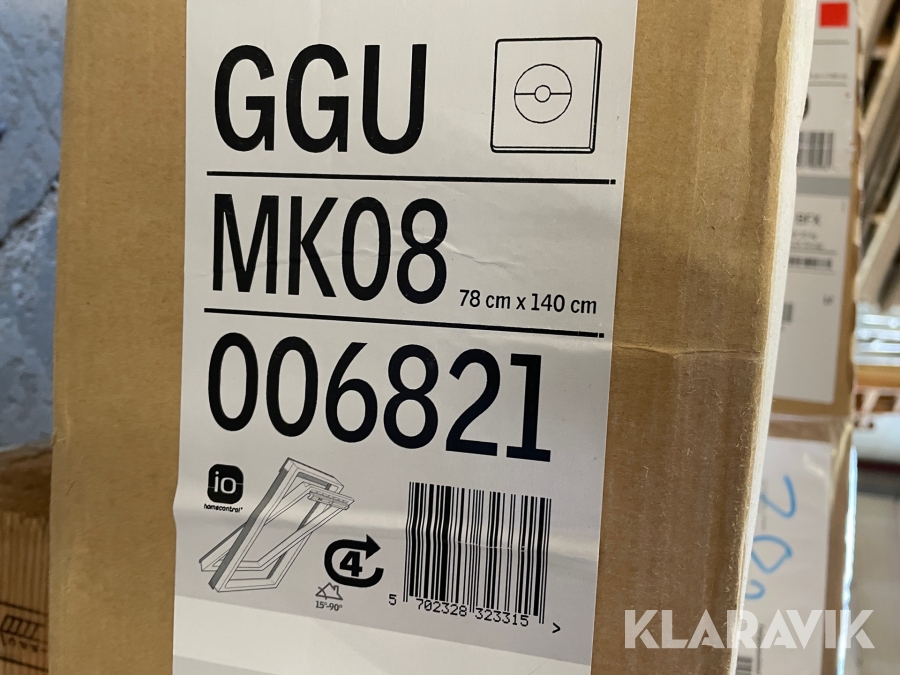 GGU
MK08
78 cm x 140 cm
006821
io
homecontrol®
4
15°-90°
5 702328 323315 >
KLARAVIK